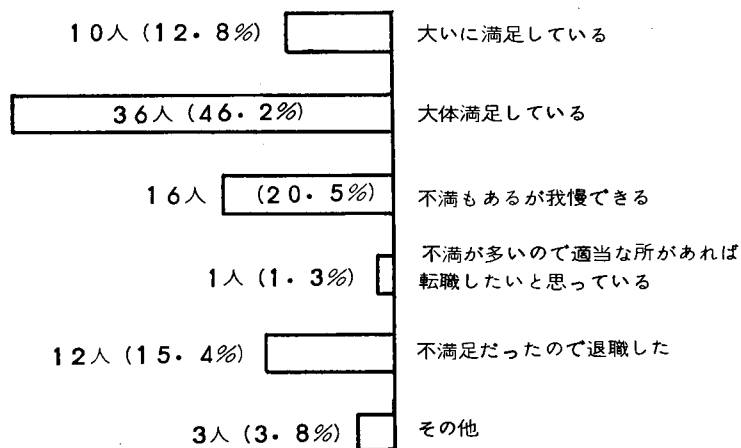 10人(12.8%) 大いに満足している
36人(46.2%) 大体満足している
16人(20.5%) 不満もあるが我慢できる
不満が多いので適当な所があれば
1人(1.3%) 転職したいと思っている
12人(15.4%) 不満足だったので退職した
3人(3.8%) その他